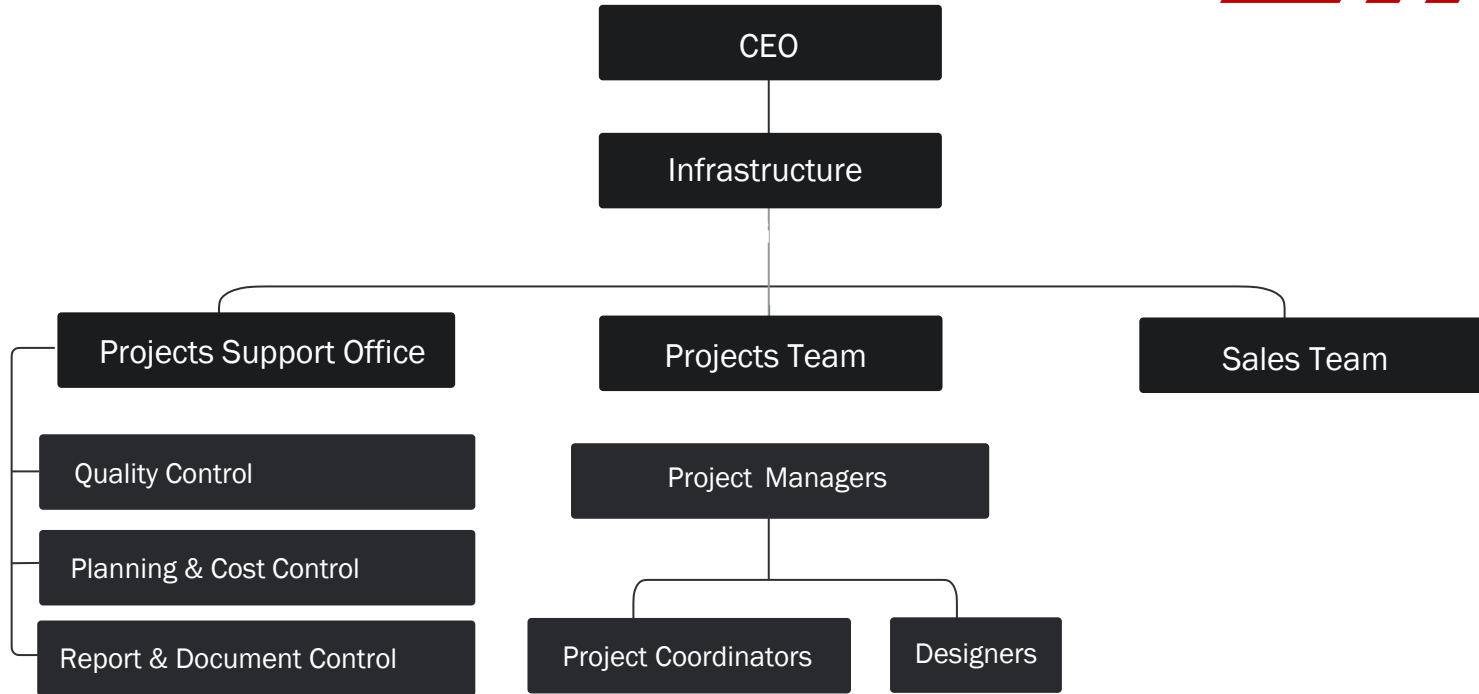 CEO
Infrastructure
Projects Support Office
Projects Team
Sales Team
Quality Control
Planning & Cost Control
Report & Document Control
Project Managers
Project Coordinators
Designers